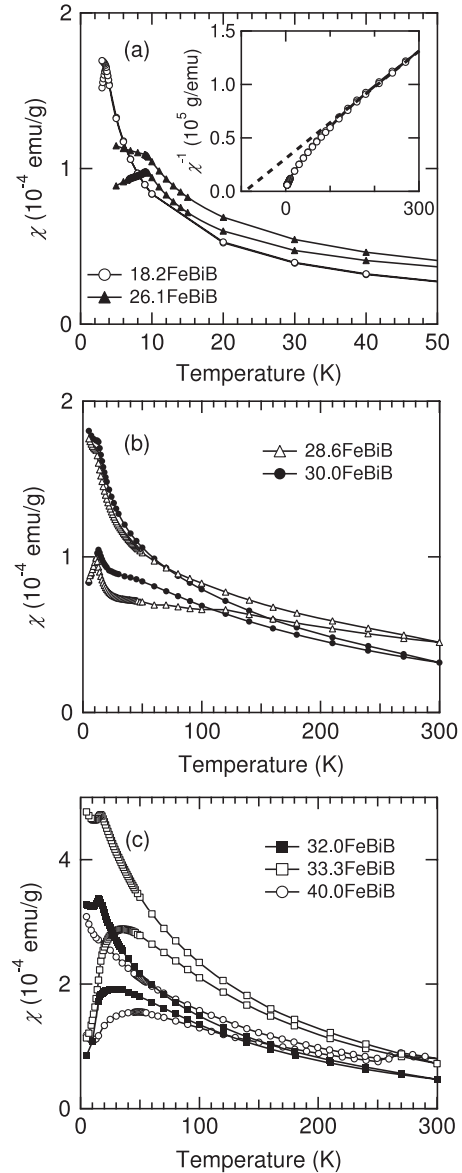 (a)
2
1
0
χ (10⁻⁴ emu/g)
0 10 20 30 40 50
Temperature (K)
18.2FeBiB
26.1FeBiB
χ⁻¹ (10⁵ g/emu)
1.5
1.0
0.5
0.0
0 300
(b)
2
1
0
χ (10⁻⁴ emu/g)
28.6FeBiB
30.0FeBiB
0 100 200 300
Temperature (K)
(c)
4
2
0
χ (10⁻⁴ emu/g)
32.0FeBiB
33.3FeBiB
40.0FeBiB
0 100 200 300
Temperature (K)